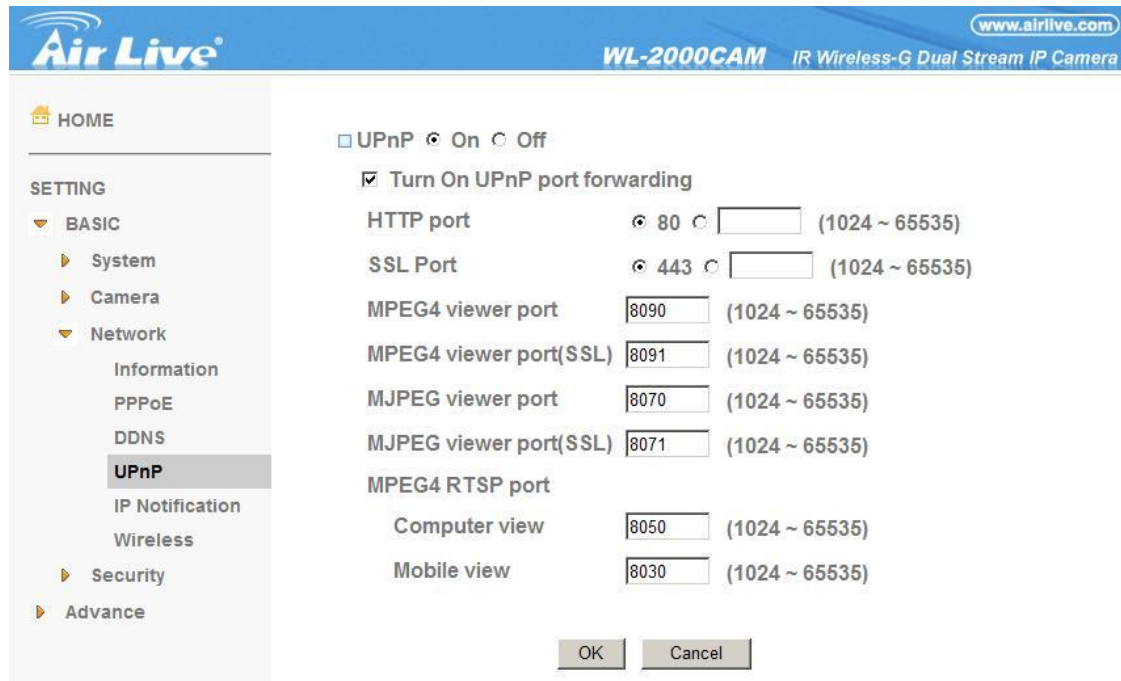 www.airlive.com
Air Live®
WL-2000CAM IR Wireless-G Dual Stream IP Camera
HOME
SETTING
BASIC
System
Camera
Network
Information
PPPoE
DDNS
UPnP
IP Notification
Wireless
Security
Advance
UPnP On Off
Turn On UPnP port forwarding
HTTP port 80 (1024 ~ 65535)
SSL Port 443 (1024 ~ 65535)
MPEG4 viewer port 8090 (1024 ~ 65535)
MPEG4 viewer port(SSL) 8091 (1024 ~ 65535)
MJPEG viewer port 8070 (1024 ~ 65535)
MJPEG viewer port(SSL) 8071 (1024 ~ 65535)
MPEG4 RTSP port
Computer view 8050 (1024 ~ 65535)
Mobile view 8030 (1024 ~ 65535)
OK Cancel